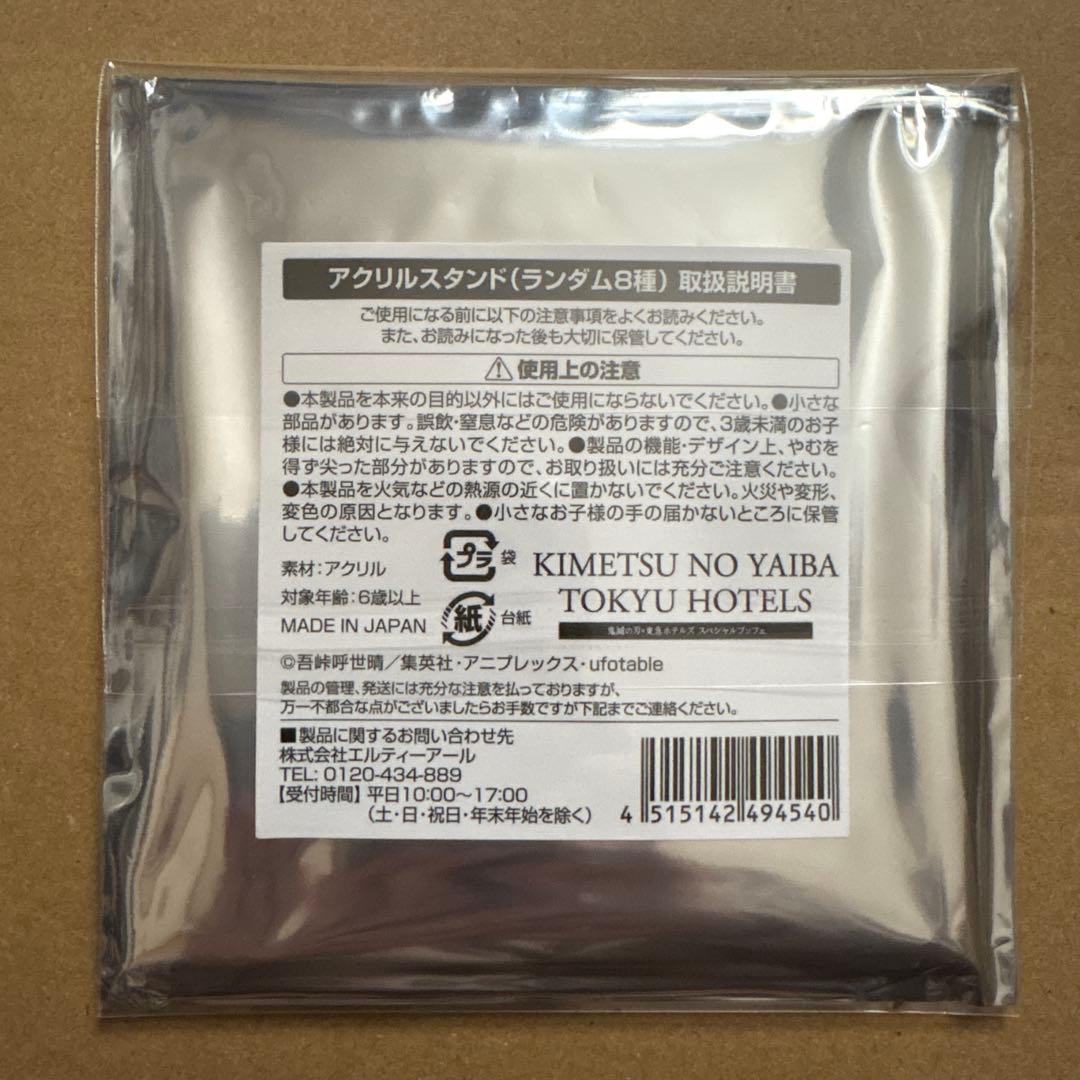 アクリルスタンド（ランダム8種） 取扱説明書
ご使用になる前に以下の注意事項をよくお読みください。
また、お読みになった後も大切に保管してください。
使用上の注意
●本製品を本来の目的以外にはご使用にならないでください。●小さな
部品があります。誤飲・窒息などの危険がありますので、3歳未満のお子
様には絶対に与えないでください。●製品の機能・デザイン上、やむを
得ず尖った部分がありますので、お取り扱いには充分ご注意ください。
●本製品を火気などの熱源の近くに置かないでください。火災や変形、
変色の原因となります。●小さなお子様の手の届かないところに保管
してください。
素材：アクリル
対象年齢：6歳以上
MADE IN JAPAN
プラ 袋
紙 台紙
KIMETSU NO YAIBA
TOKYU HOTELS
鬼滅の刃×東急ホテルズ スペシャルブッフェ
©吾峠呼世晴／集英社・アニプレックス・ufotable
製品の管理、発送には充分な注意を払っておりますが、
万一不都合な点がございましたらお手数ですが下記までご連絡ください。
■製品に関するお問い合わせ先
株式会社エルティーアール
TEL: 0120-434-889
【受付時間】平日10:00～17:00
（土・日・祝日・年末年始を除く）
4 515142 494540